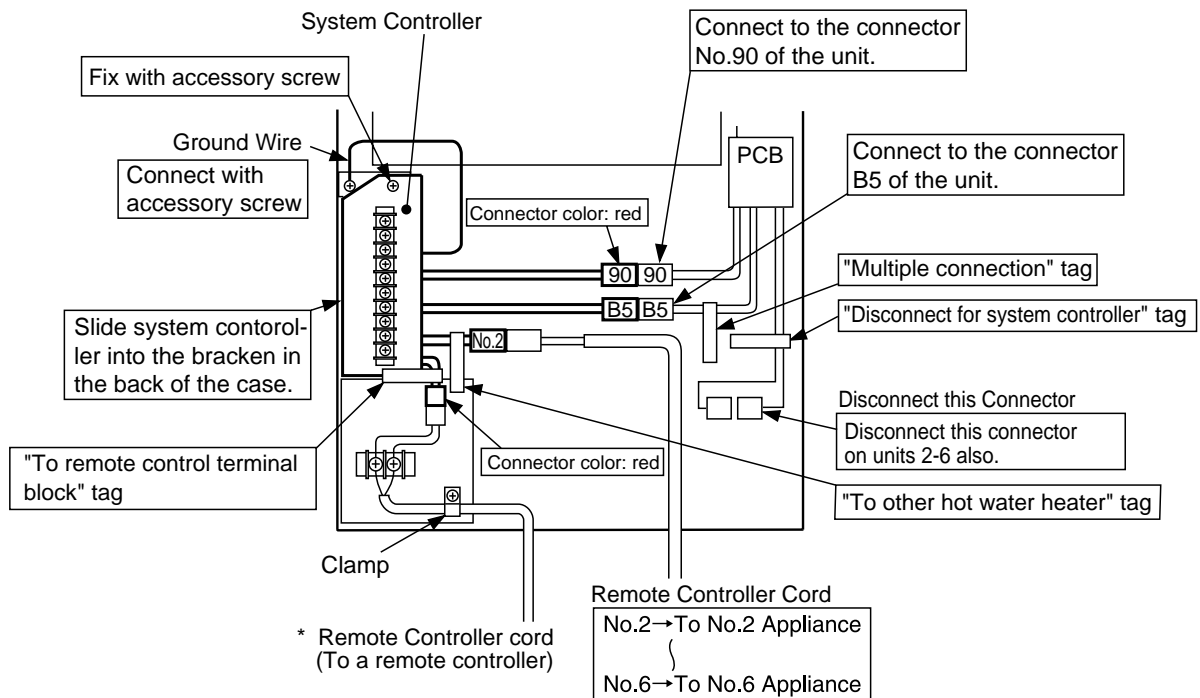 System Controller
Connect to the connector
No.90 of the unit.
Fix with accessory screw
Ground Wire
Connect with
accessory screw
PCB
Connect to the connector
B5 of the unit.
Connector color: red
90 90
"Multiple connection" tag
B5 B5
"Disconnect for system controller" tag
Slide system contorol-
ler into the bracken in
the back of the case.
No.2
Disconnect this Connector
Disconnect this connector
on units 2-6 also.
"To remote control terminal
block" tag
Connector color: red
"To other hot water heater" tag
Clamp
Remote Controller Cord
* Remote Controller cord
(To a remote controller)
No.2→To No.2 Appliance
No.6→To No.6 Appliance